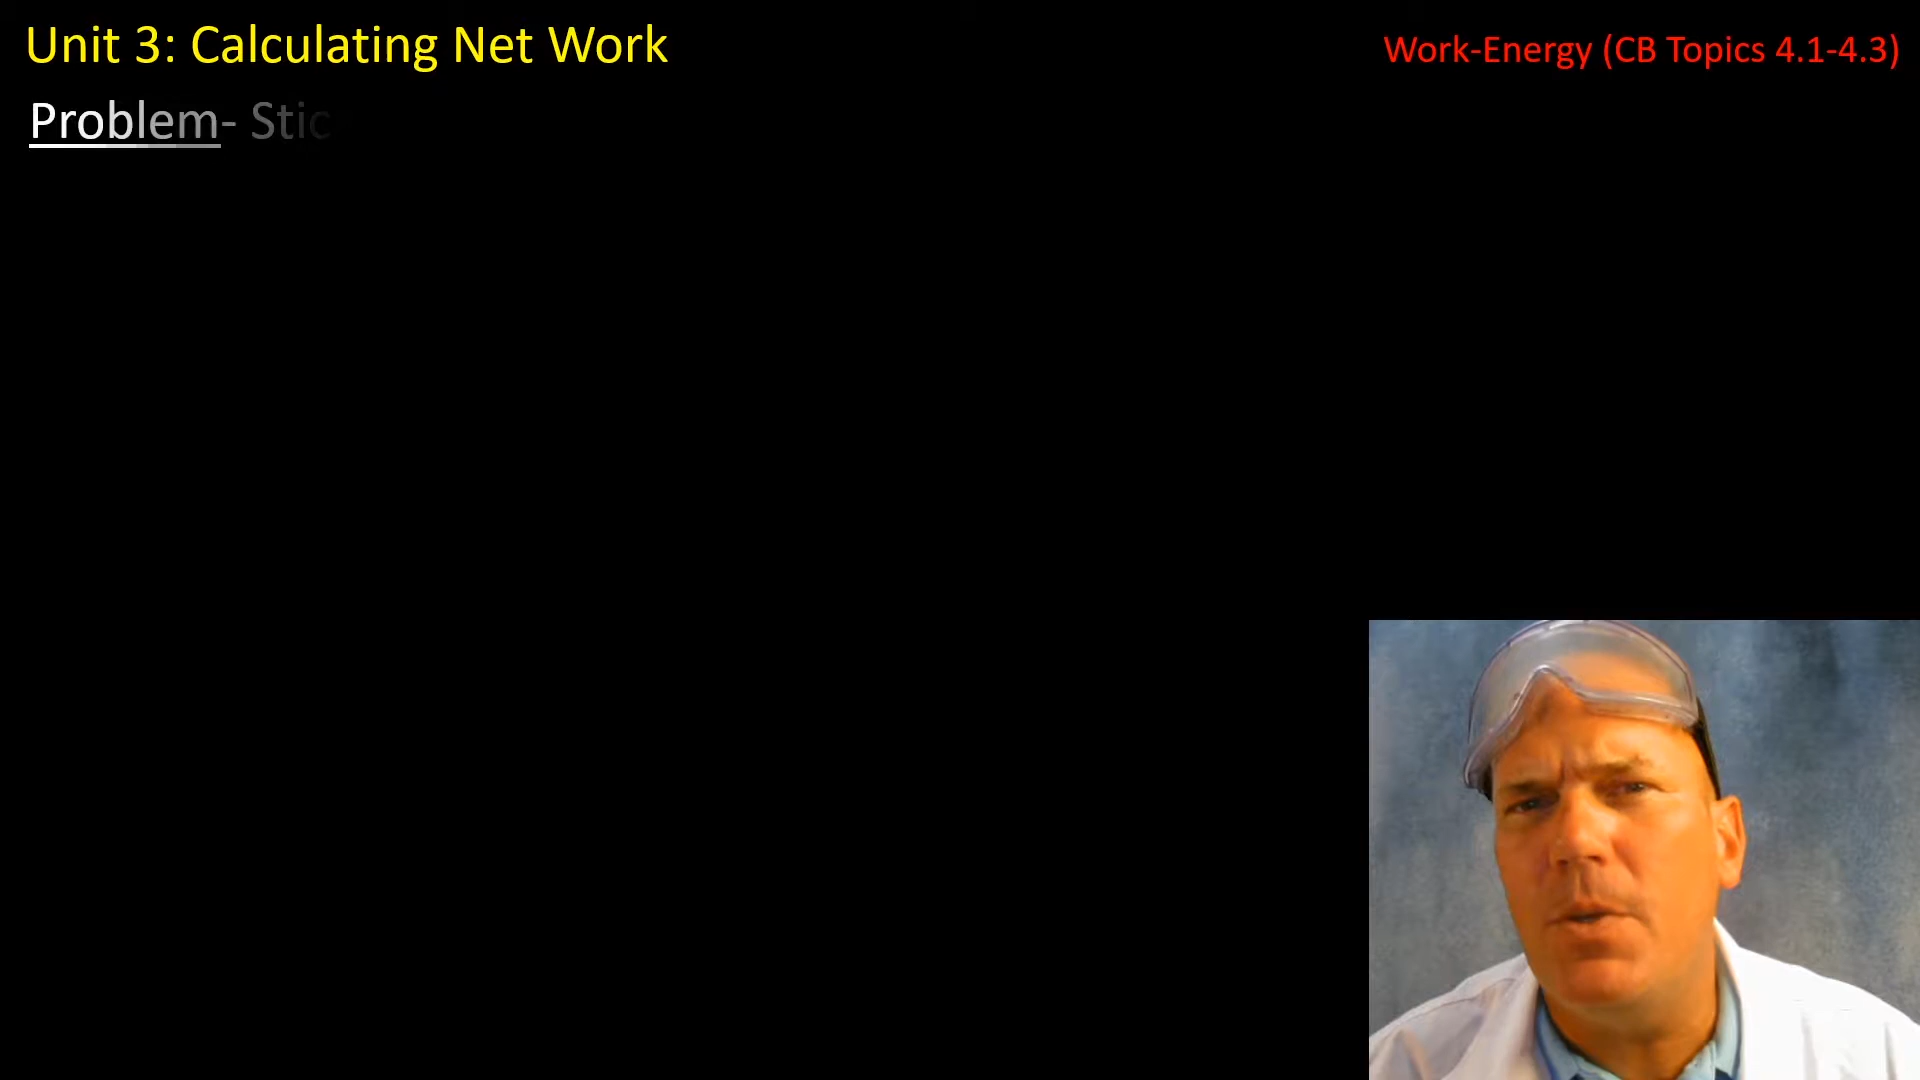 Unit 3: Calculating Net Work
Work-Energy (CB Topics 4.1-4.3)
Problem- Stic